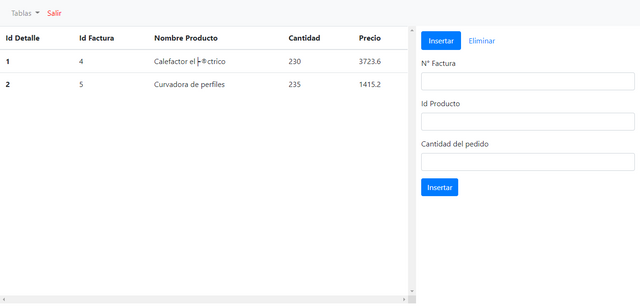 Tablas Salir
Id Detalle Id Factura Nombre Producto Cantidad Precio
1 4 Calefactor el├®ctrico 230 3723.6
2 5 Curvadora de perfiles 235 1415.2
Insertar Eliminar
N° Factura
Id Producto
Cantidad del pedido
Insertar